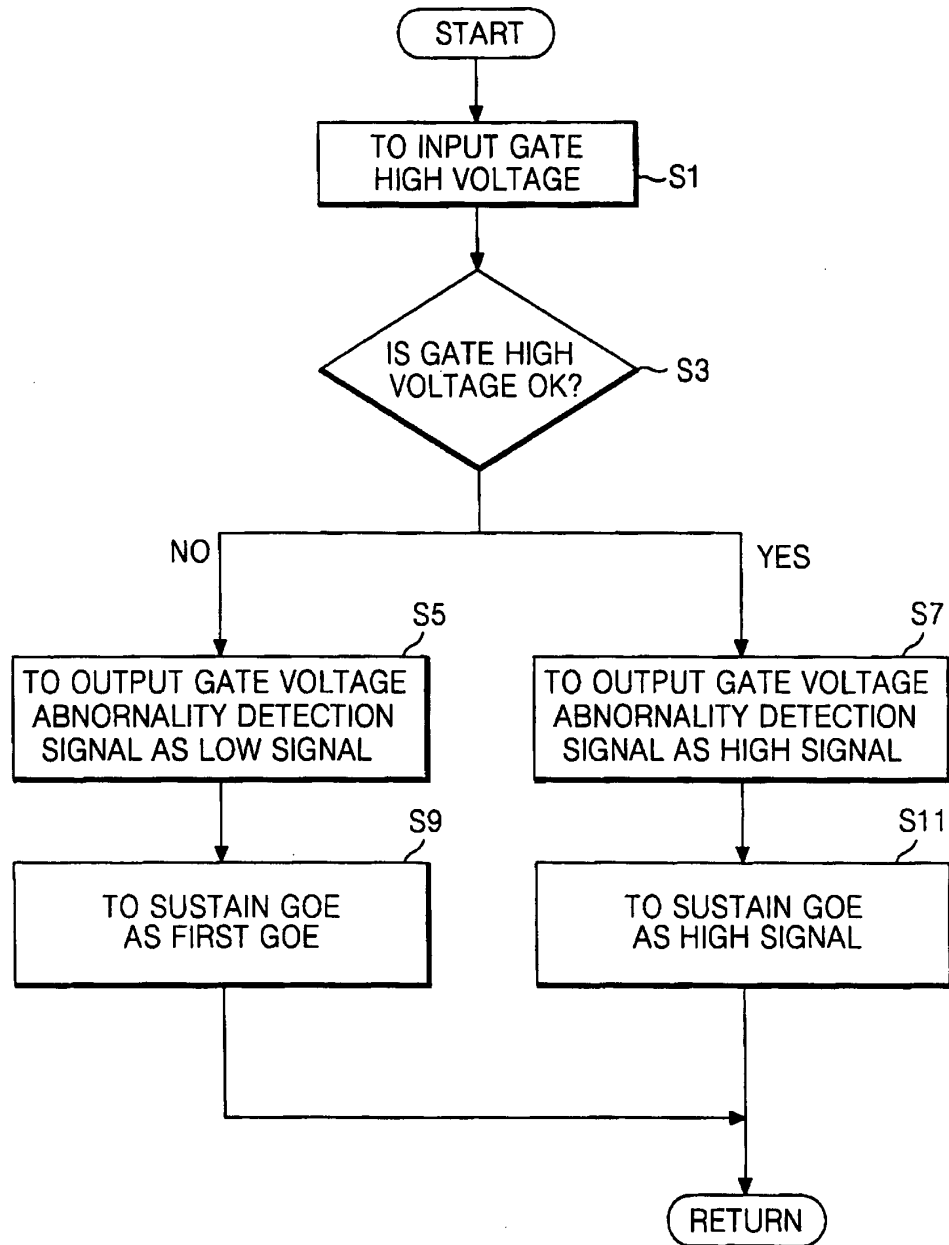 START
TO INPUT GATE
HIGH VOLTAGE
S1
IS GATE HIGH
VOLTAGE OK?
S3
NO
YES
S5
TO OUTPUT GATE VOLTAGE
ABNORNALITY DETECTION
SIGNAL AS LOW SIGNAL
S7
TO OUTPUT GATE VOLTAGE
ABNORNALITY DETECTION
SIGNAL AS HIGH SIGNAL
S9
TO SUSTAIN GOE
AS FIRST GOE
S11
TO SUSTAIN GOE
AS HIGH SIGNAL
RETURN